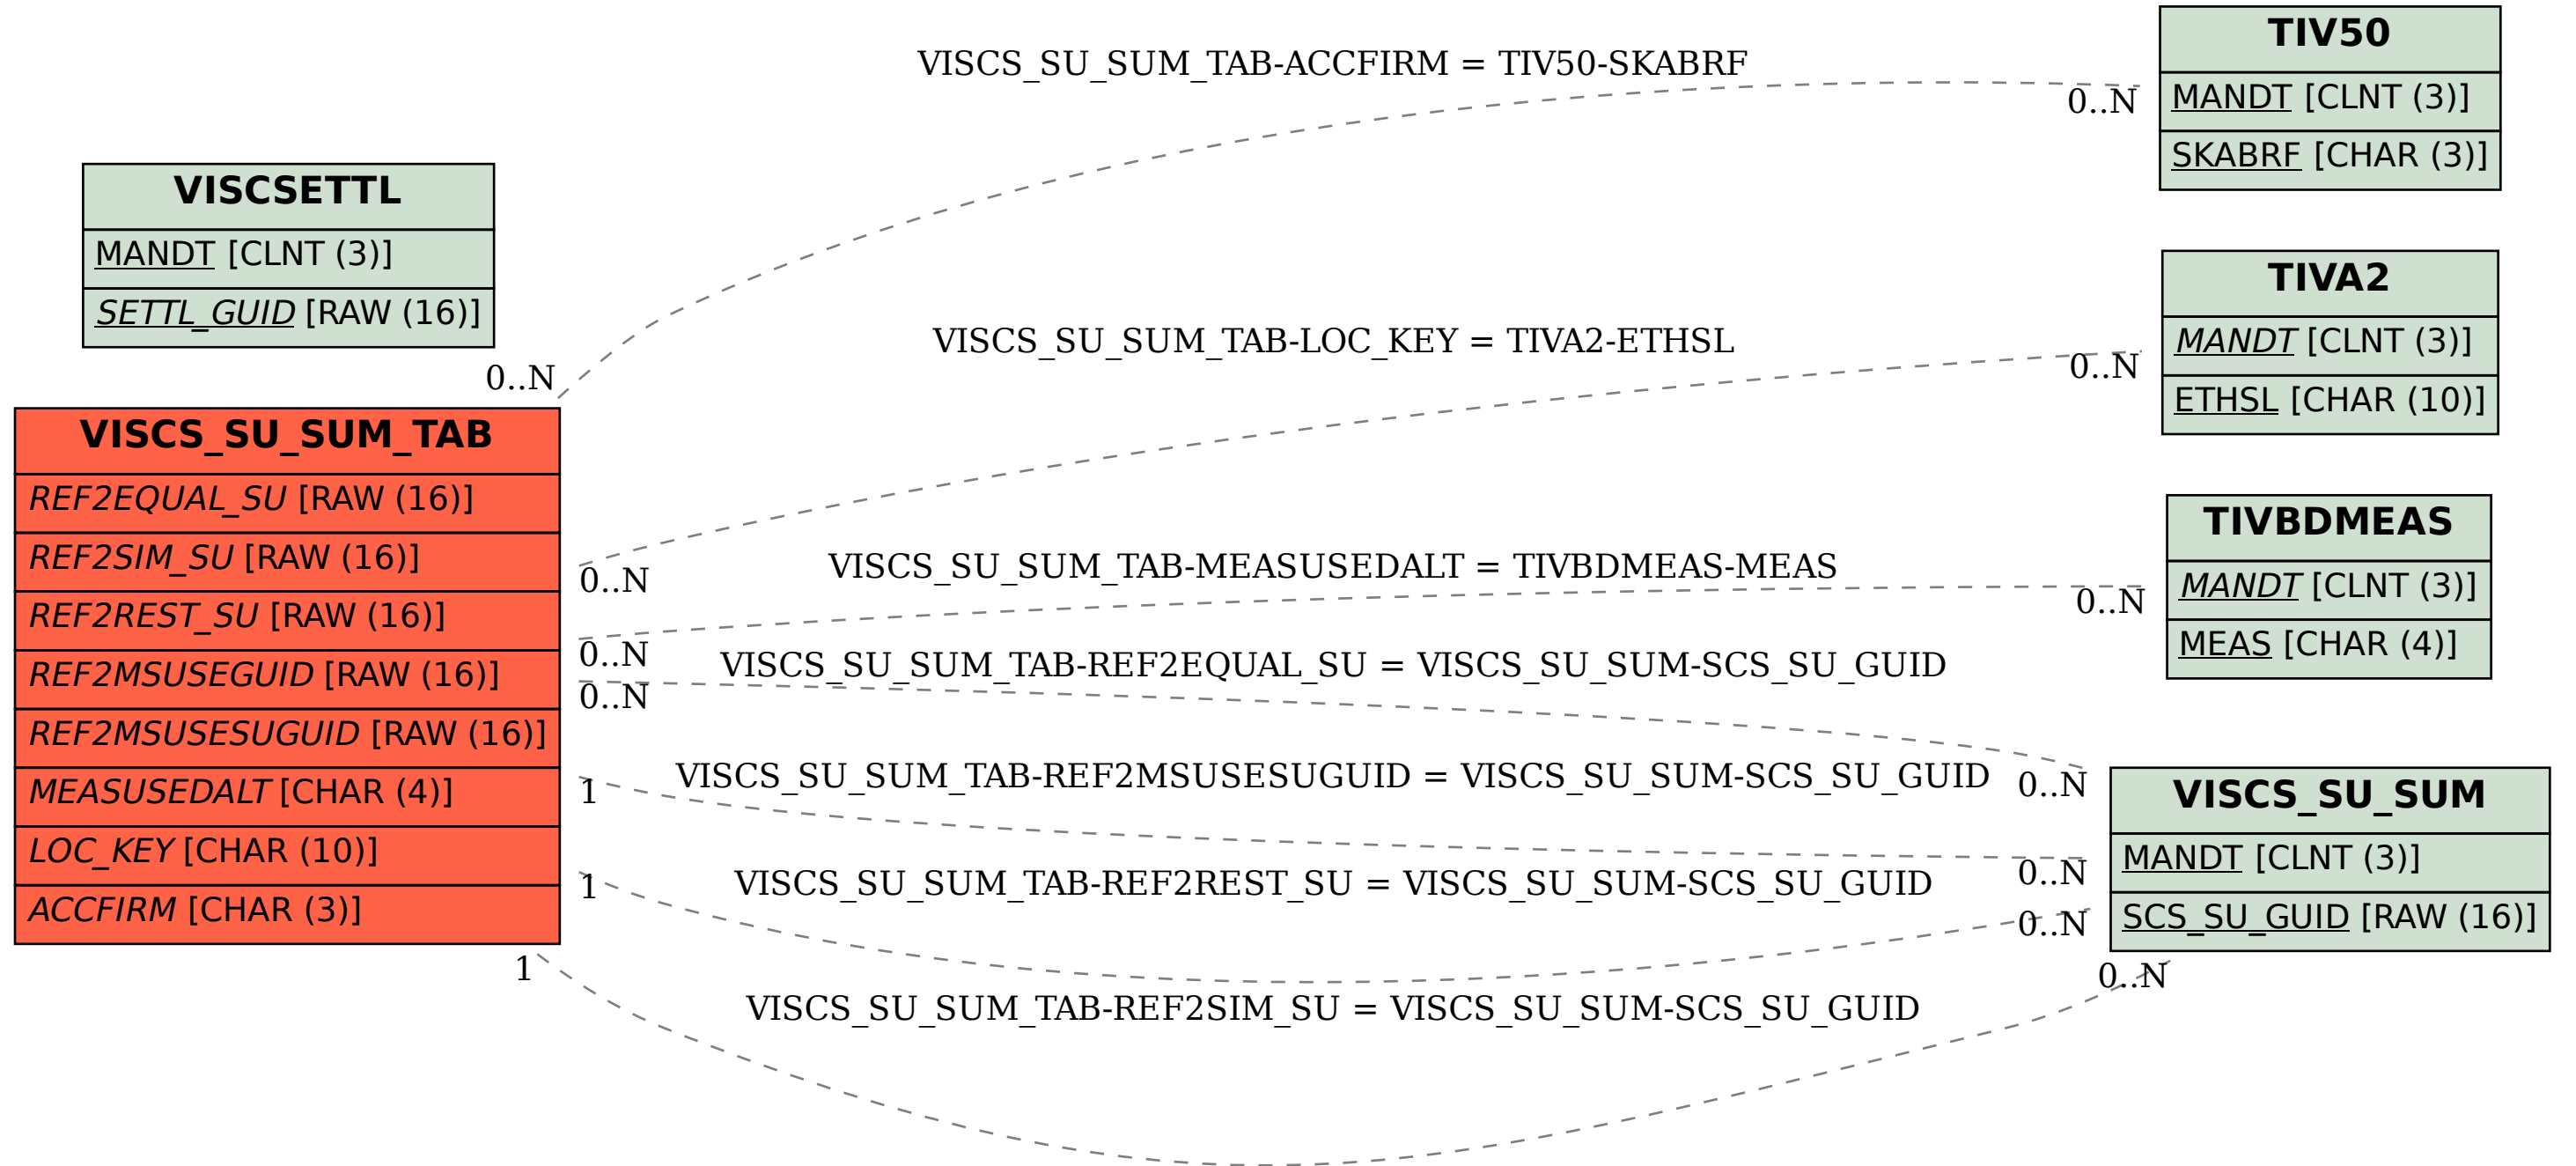 VISCSETTL
MANDT [CLNT (3)]
SETTL_GUID [RAW (16)]
VISCS_SU_SUM_TAB
REF2EQUAL_SU [RAW (16)]
REF2SIM_SU [RAW (16)]
REF2REST_SU [RAW (16)]
REF2MSUSEGUID [RAW (16)]
REF2MSUSESUGUID [RAW (16)]
MEASUSEDALT [CHAR (4)]
LOC_KEY [CHAR (10)]
ACCFIRM [CHAR (3)]
VISCS_SU_SUM_TAB-ACCFIRM = TIV50-SKABRF
0..N
0..N
VISCS_SU_SUM_TAB-LOC_KEY = TIVA2-ETHSL
0..N
0..N
VISCS_SU_SUM_TAB-MEASUSEDALT = TIVBDMEAS-MEAS
0..N
0..N
VISCS_SU_SUM_TAB-REF2EQUAL_SU = VISCS_SU_SUM-SCS_SU_GUID
0..N
0..N
VISCS_SU_SUM_TAB-REF2MSUSESUGUID = VISCS_SU_SUM-SCS_SU_GUID
1
0..N
VISCS_SU_SUM_TAB-REF2REST_SU = VISCS_SU_SUM-SCS_SU_GUID
1
0..N
VISCS_SU_SUM_TAB-REF2SIM_SU = VISCS_SU_SUM-SCS_SU_GUID
1
0..N
TIV50
MANDT [CLNT (3)]
SKABRF [CHAR (3)]
TIVA2
MANDT [CLNT (3)]
ETHSL [CHAR (10)]
TIVBDMEAS
MANDT [CLNT (3)]
MEAS [CHAR (4)]
VISCS_SU_SUM
MANDT [CLNT (3)]
SCS_SU_GUID [RAW (16)]